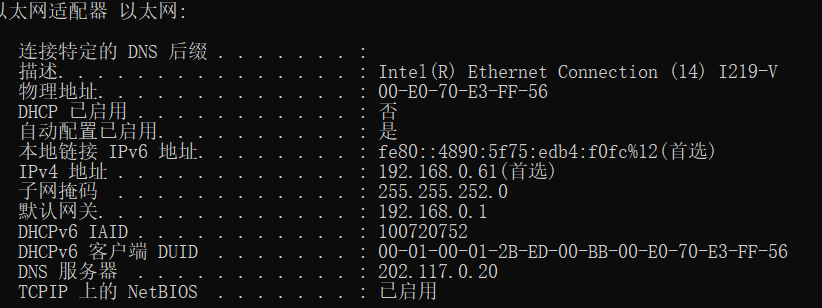 以太网适配器 以太网:
连接特定的 DNS 后缀 . . . . . . . :
描述. . . . . . . . . . . . . . . : Intel(R) Ethernet Connection (14) I219-V
物理地址. . . . . . . . . . . . . : 00-E0-70-E3-FF-56
DHCP 已启用 . . . . . . . . . . . : 否
自动配置已启用. . . . . . . . . . : 是
本地链接 IPv6 地址. . . . . . . . : fe80::4890:5f75:edb4:f0fc%12(首选)
IPv4 地址 . . . . . . . . . . . . : 192.168.0.61(首选)
子网掩码  . . . . . . . . . . . . : 255.255.252.0
默认网关. . . . . . . . . . . . . : 192.168.0.1
DHCPv6 IAID . . . . . . . . . . . : 100720752
DHCPv6 客户端 DUID  . . . . . . . : 00-01-00-01-2B-ED-00-BB-00-E0-70-E3-FF-56
DNS 服务器  . . . . . . . . . . . : 202.117.0.20
TCPIP 上的 NetBIOS  . . . . . . . : 已启用